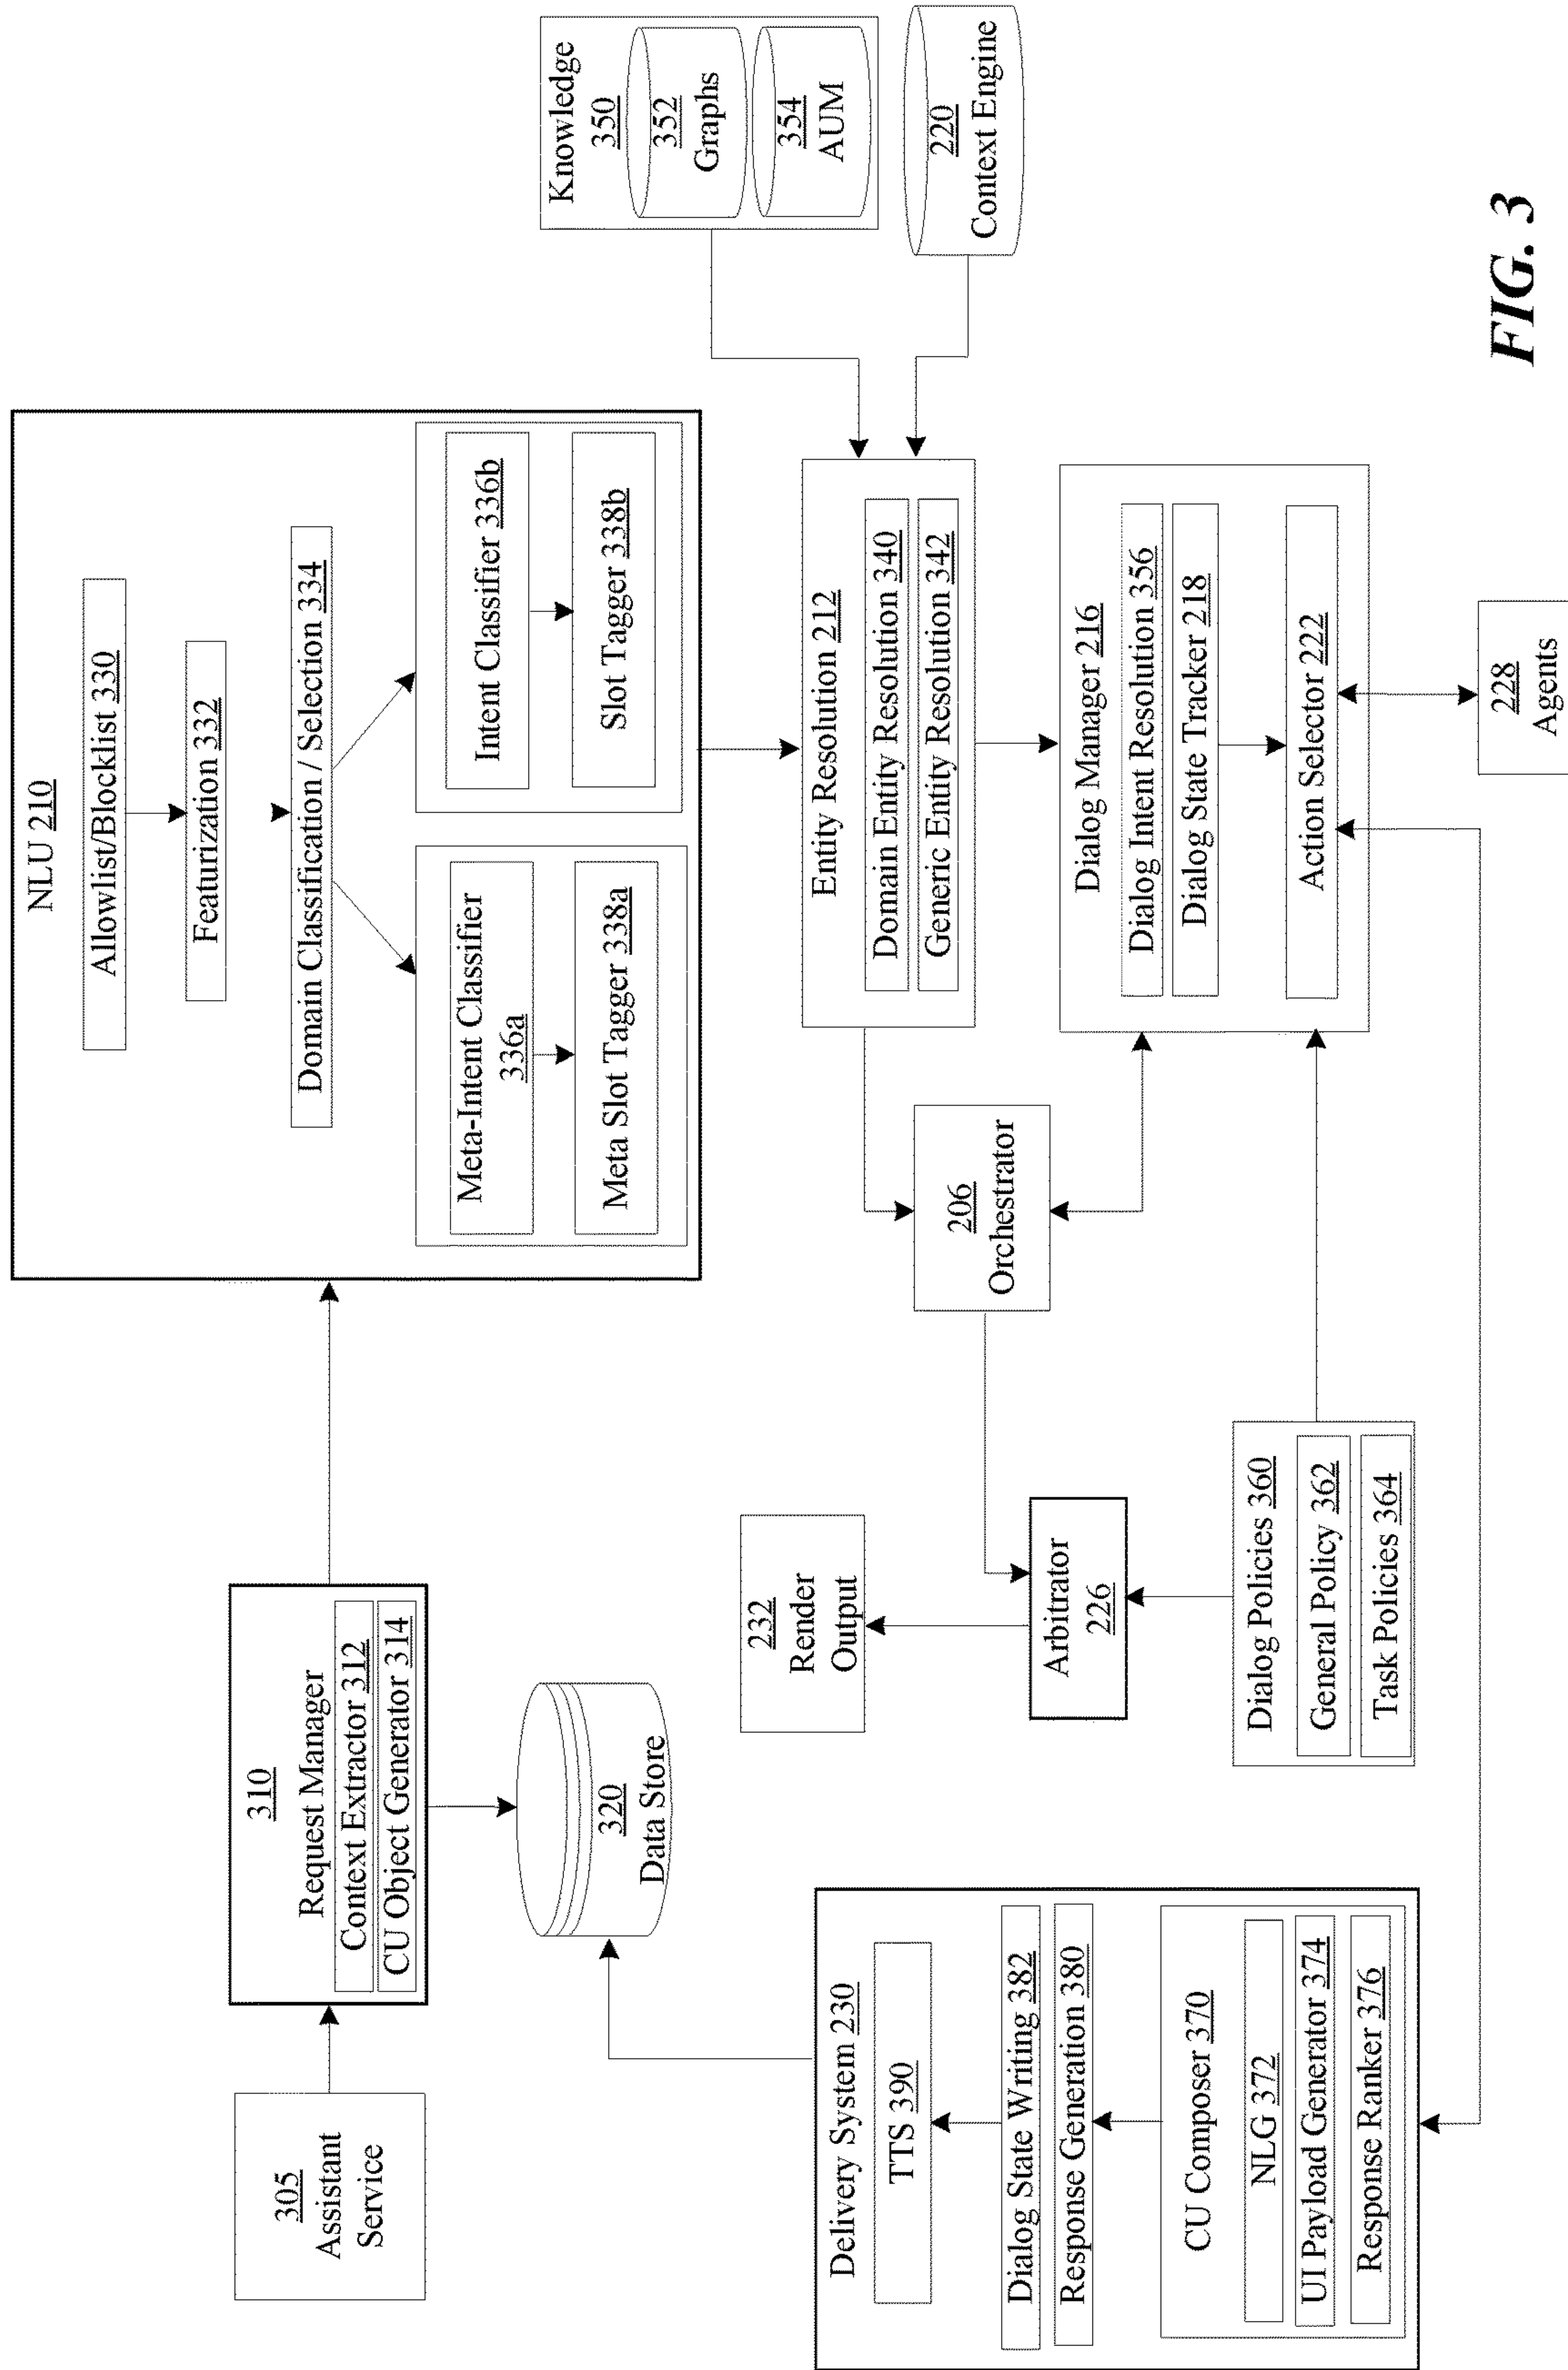 305
Assistant
Service
310
Request Manager
Context Extractor 312
CU Object Generator 314
320
Data Store
NLU 210
Allowlist/Blocklist 330
Featurization 332
Domain Classification / Selection 334
Meta-Intent Classifier
336a
Meta Slot Tagger 338a
Intent Classifier 336b
Slot Tagger 338b
Knowledge
350
352
Graphs
354
AUM
220
Context Engine
Entity Resolution 212
Domain Entity Resolution 340
Generic Entity Resolution 342
206
Orchestrator
232
Render
Output
Arbitrator
226
Dialog Manager 216
Dialog Intent Resolution 356
Dialog State Tracker 218
Action Selector 222
228
Agents
Dialog Policies 360
General Policy 362
Task Policies 364
Delivery System 230
TTS 390
Dialog State Writing 382
Response Generation 380
CU Composer 370
NLG 372
UI Payload Generator 374
Response Ranker 376
FIG. 3